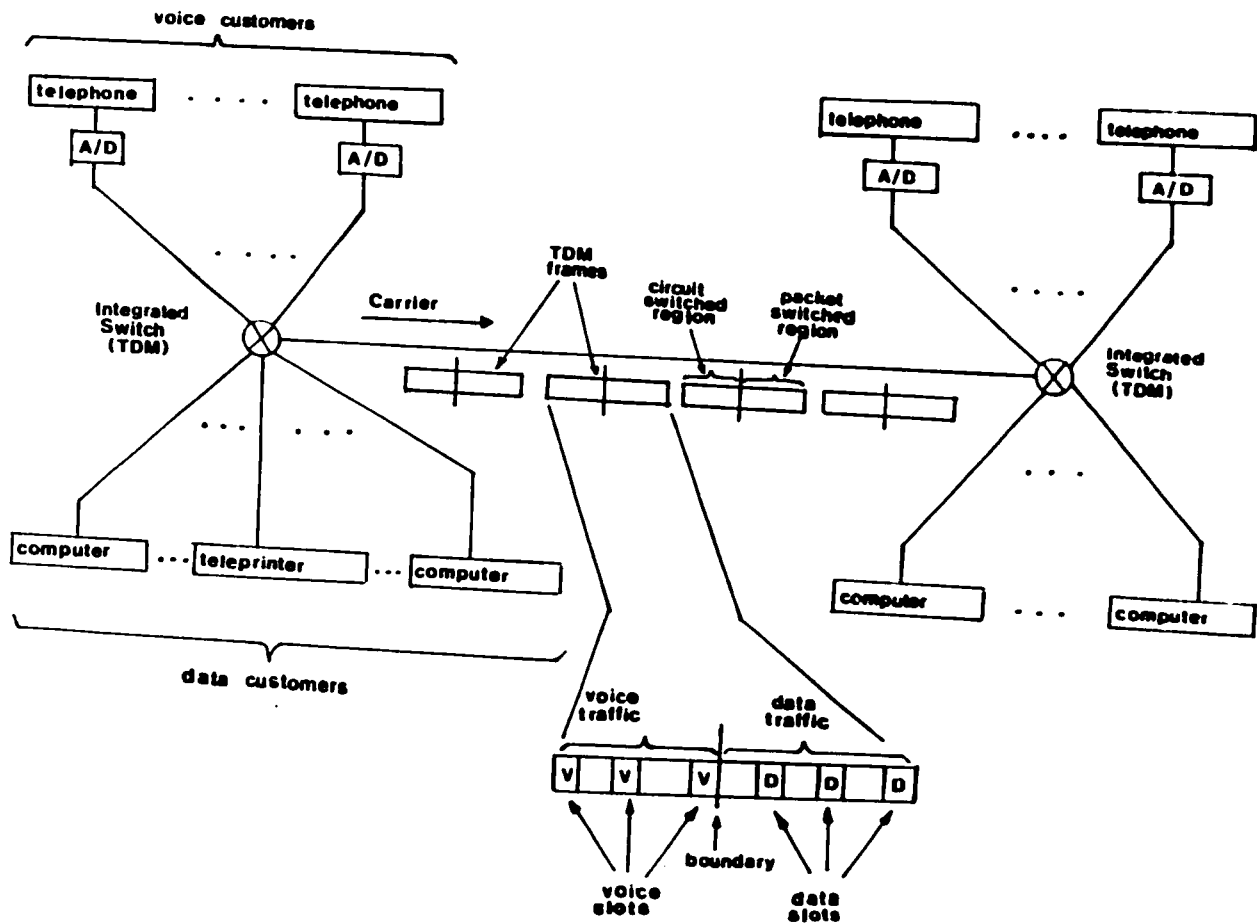 voice customers
telephone
telephone
A/D
A/D
telephone
telephone
A/D
A/D
TDM
frames
circuit
switched
region
packet
switched
region
Carrier
Integrated
Switch
(TDM)
Integrated
Switch
(TDM)
computer
teleprinter
computer
computer
computer
data customers
voice
traffic
data
traffic
V V V D D D
boundary
voice
slots
data
slots